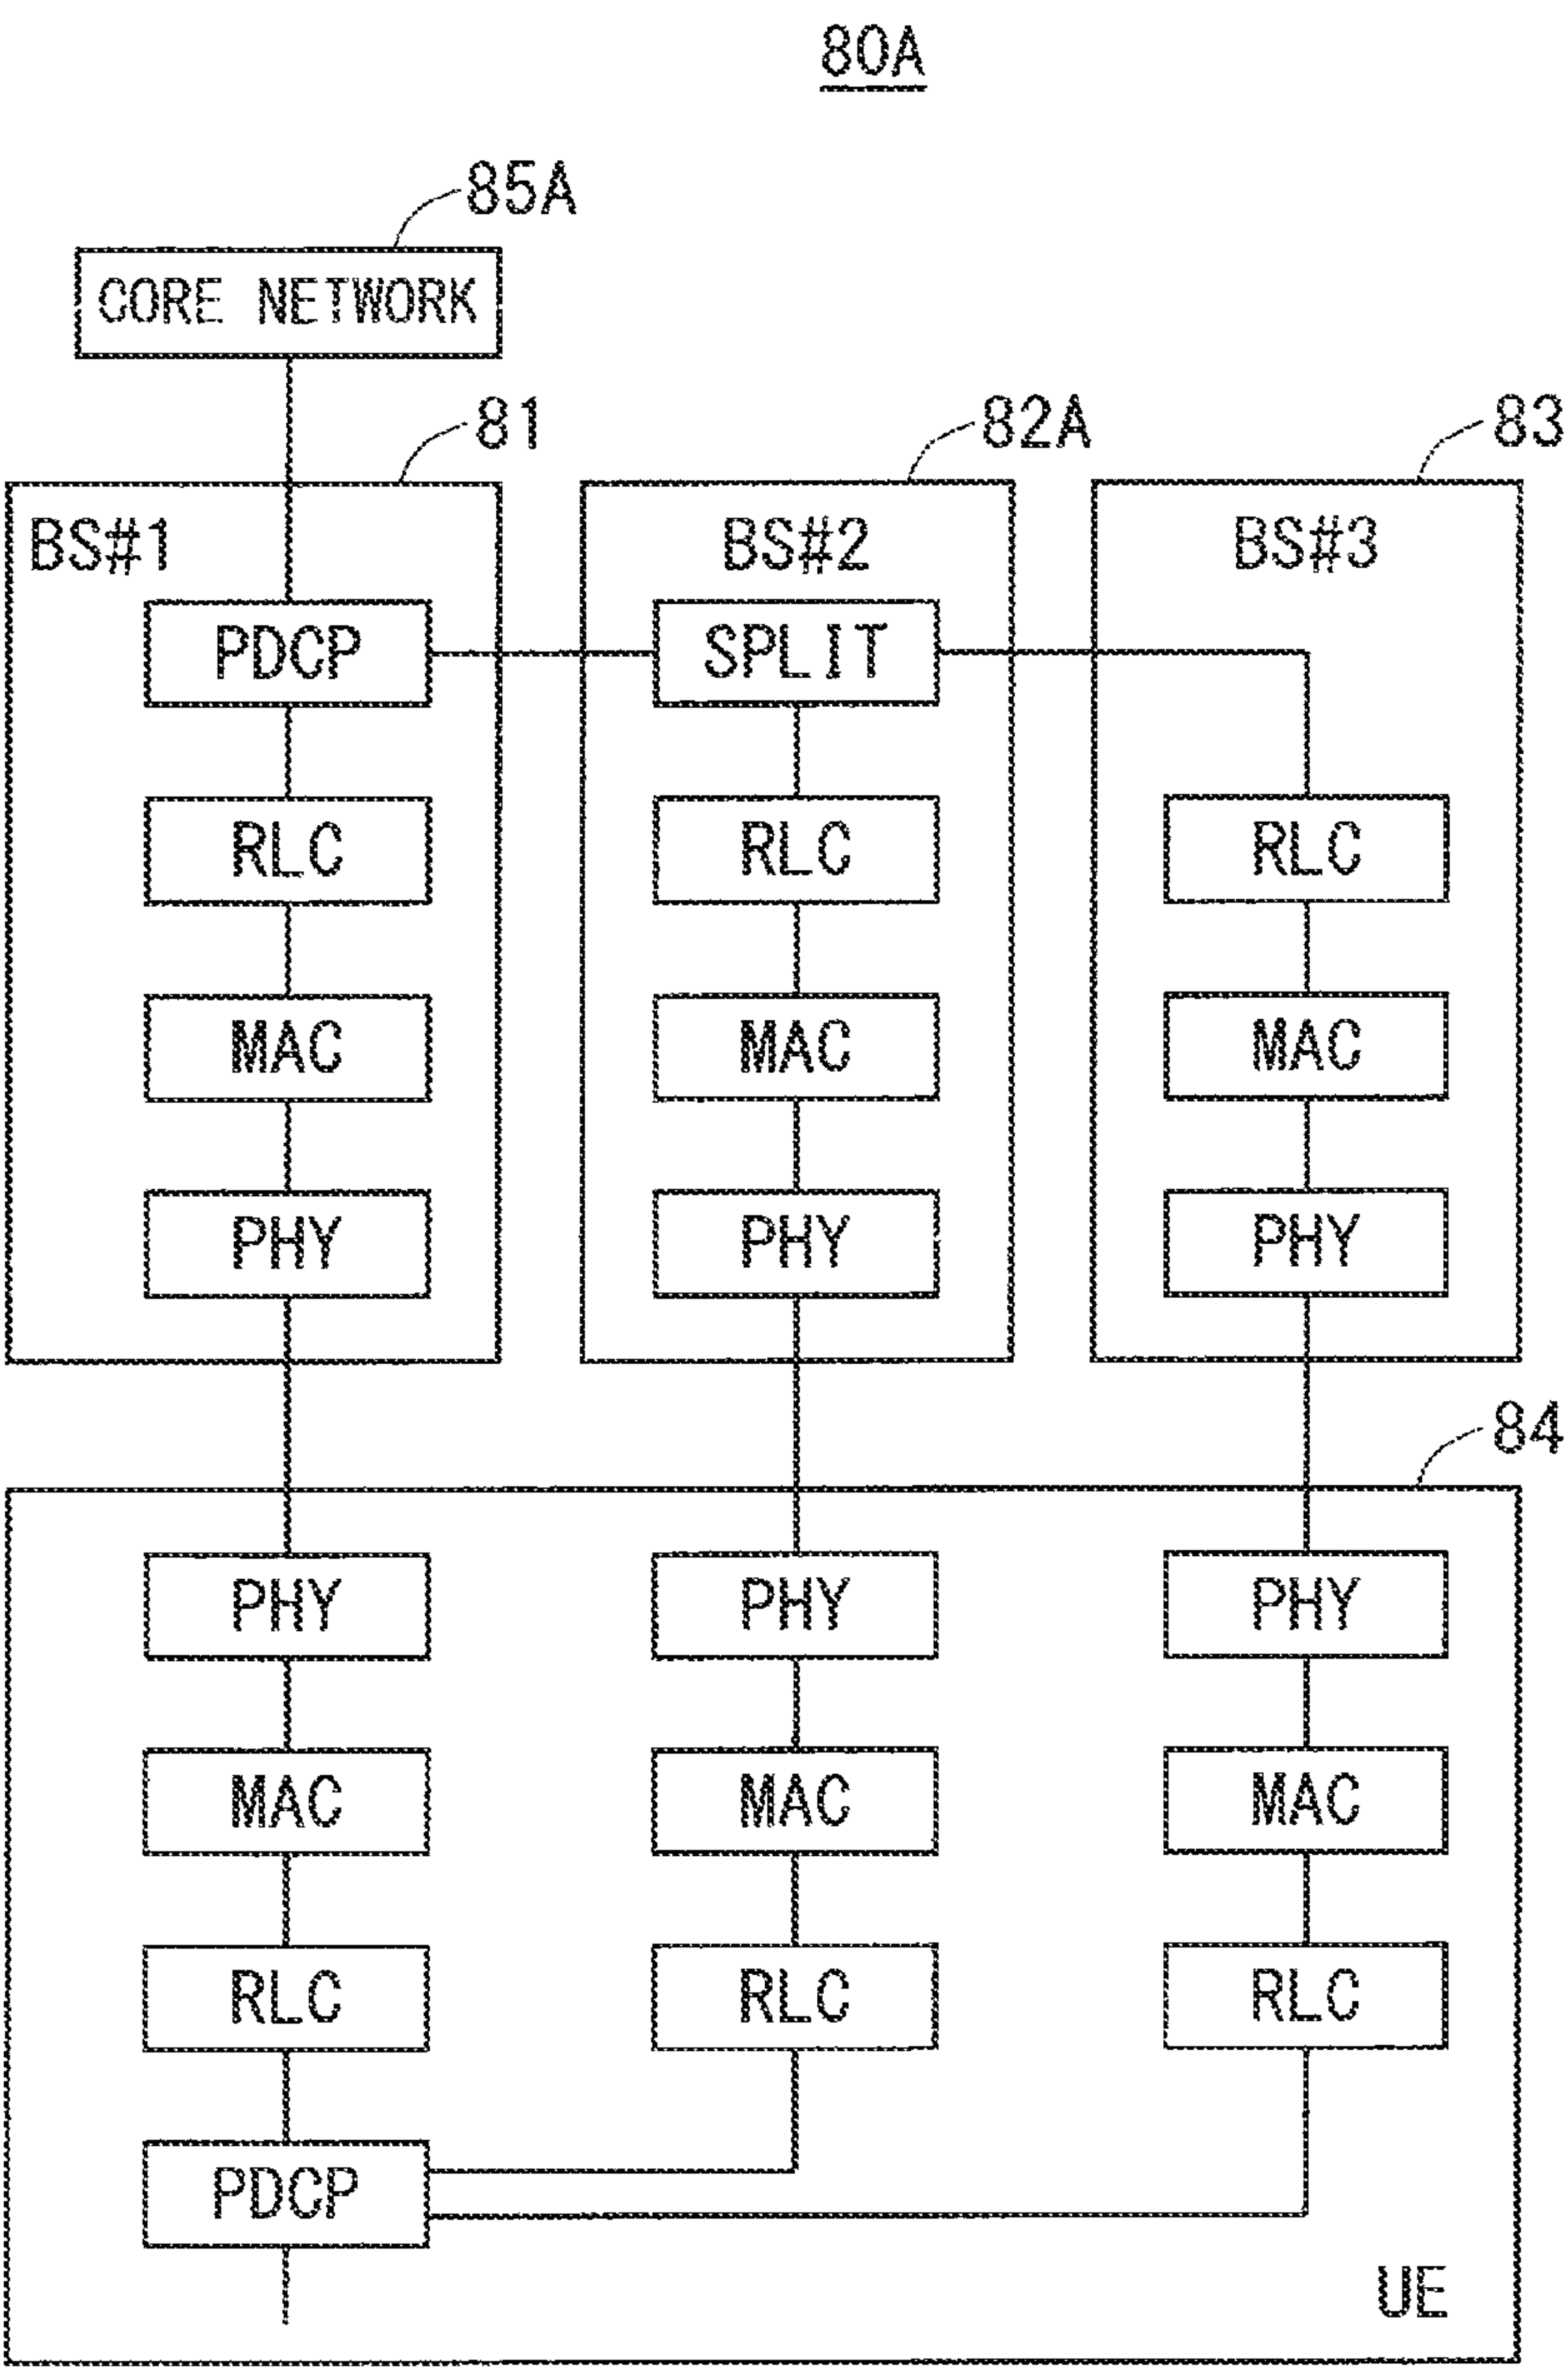 80A
85A
CORE NETWORK
81
82A
83
BS#1
BS#2
BS#3
PDCP
SPLIT
RLC
RLC
RLC
MAC
MAC
MAC
PHY
PHY
PHY
84
PHY
PHY
PHY
MAC
MAC
MAC
RLC
RLC
RLC
PDCP
UE